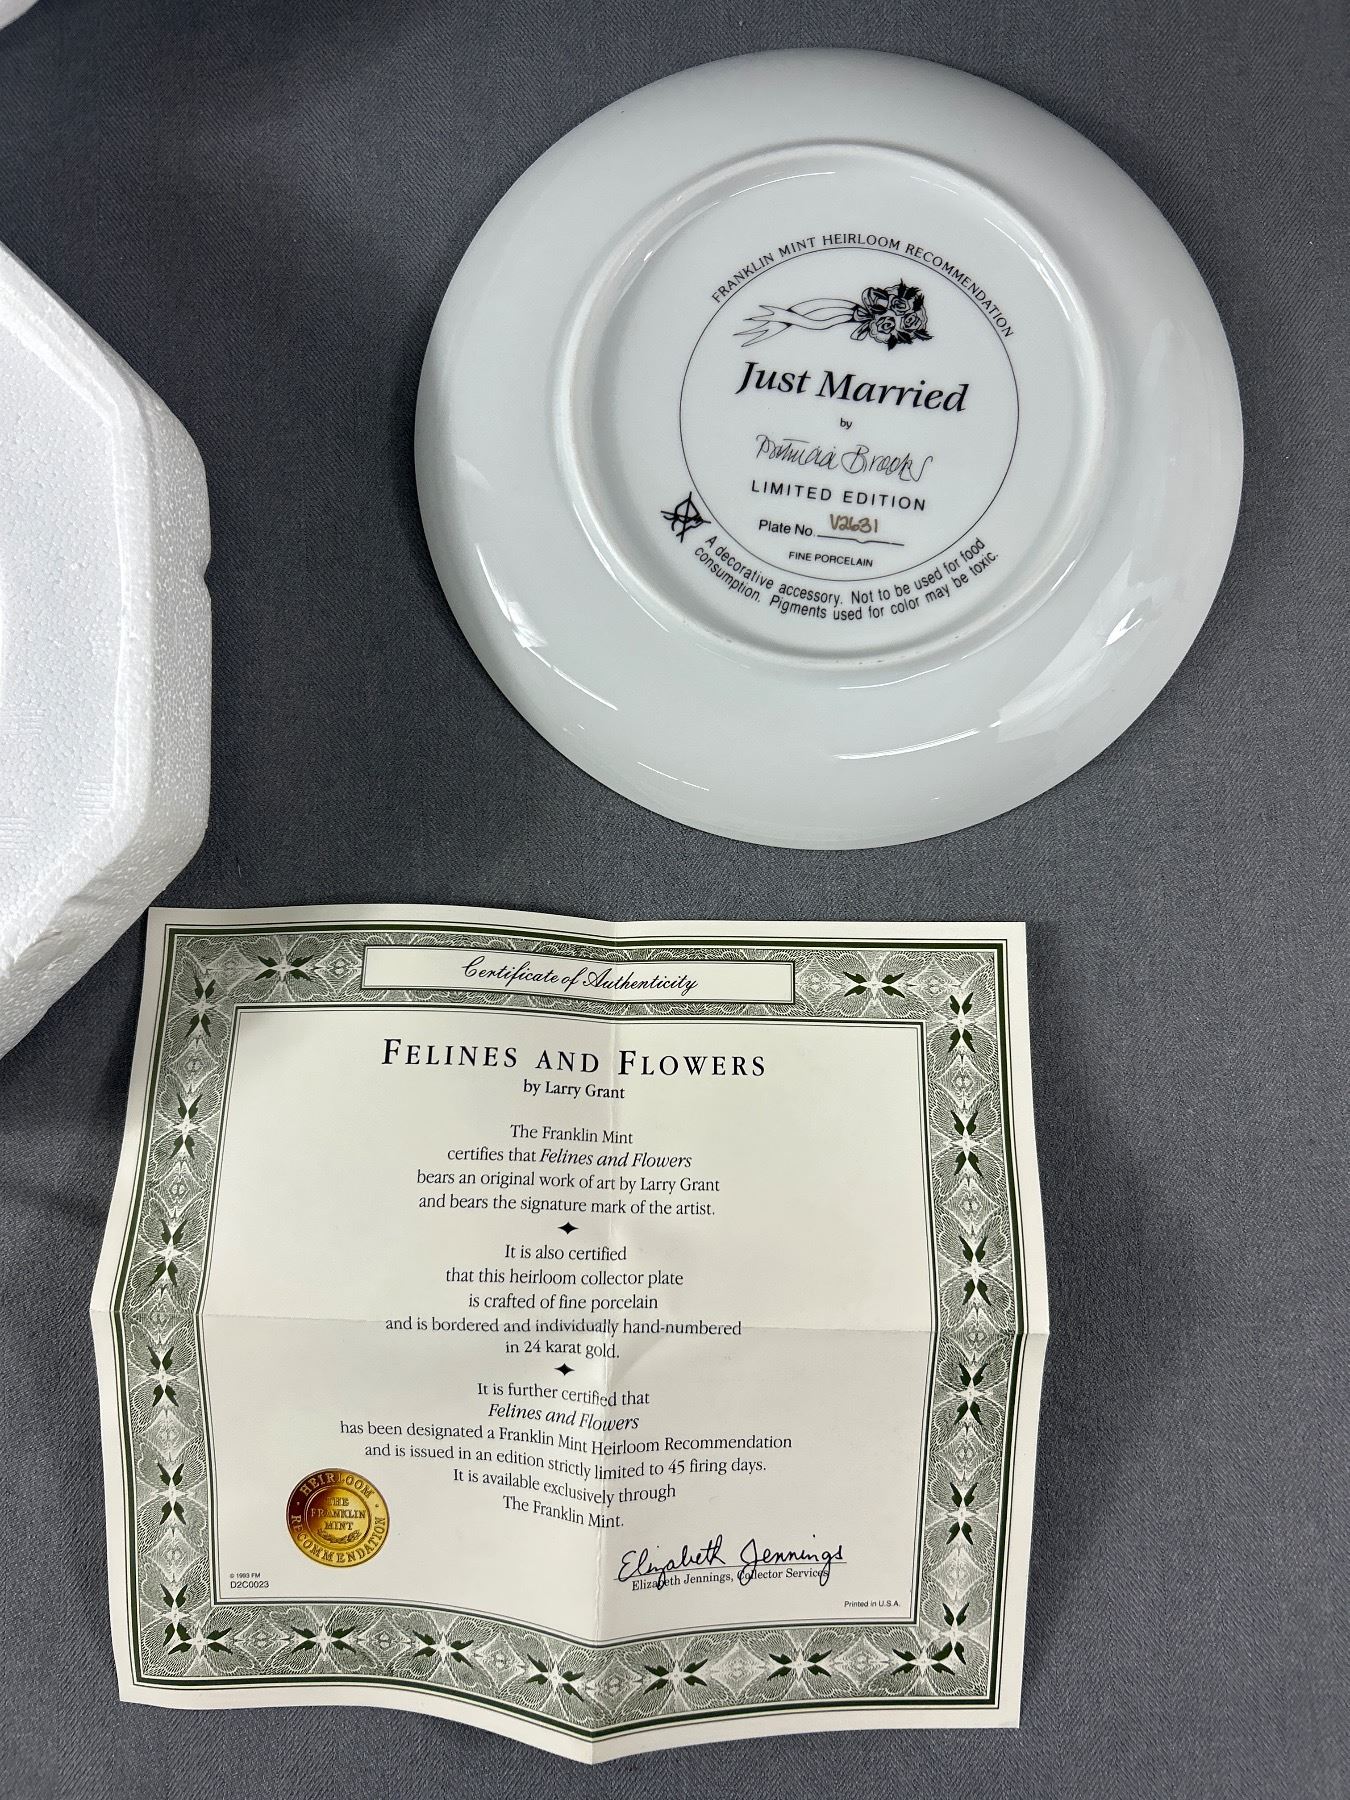 FRANKLIN MINT HEIRLOOM RECOMMENDATION
Just Married
by
Patricia Brooks
LIMITED EDITION
Plate No. V2631
FINE PORCELAIN
A decorative accessory. Not to be used for food
consumption. Pigments used for color may be toxic.
Certificate of Authenticity
FELINES AND FLOWERS
by Larry Grant
The Franklin Mint
certifies that Felines and Flowers
bears an original work of art by Larry Grant
and bears the signature mark of the artist.
It is also certified
that this heirloom collector plate
is crafted of fine porcelain
and is bordered and individually hand-numbered
in 24 karat gold.
It is further certified that
Felines and Flowers
has been designated a Franklin Mint Heirloom Recommendation
and is issued in an edition strictly limited to 45 firing days.
It is available exclusively through
The Franklin Mint.
HEIRLOOM
THE
FRANKLIN
MINT
RECOMMENDATION
Elizabeth Jennings
Elizabeth Jennings, Collector Services
© 1993 FM
D2C0023
Printed in U.S.A.